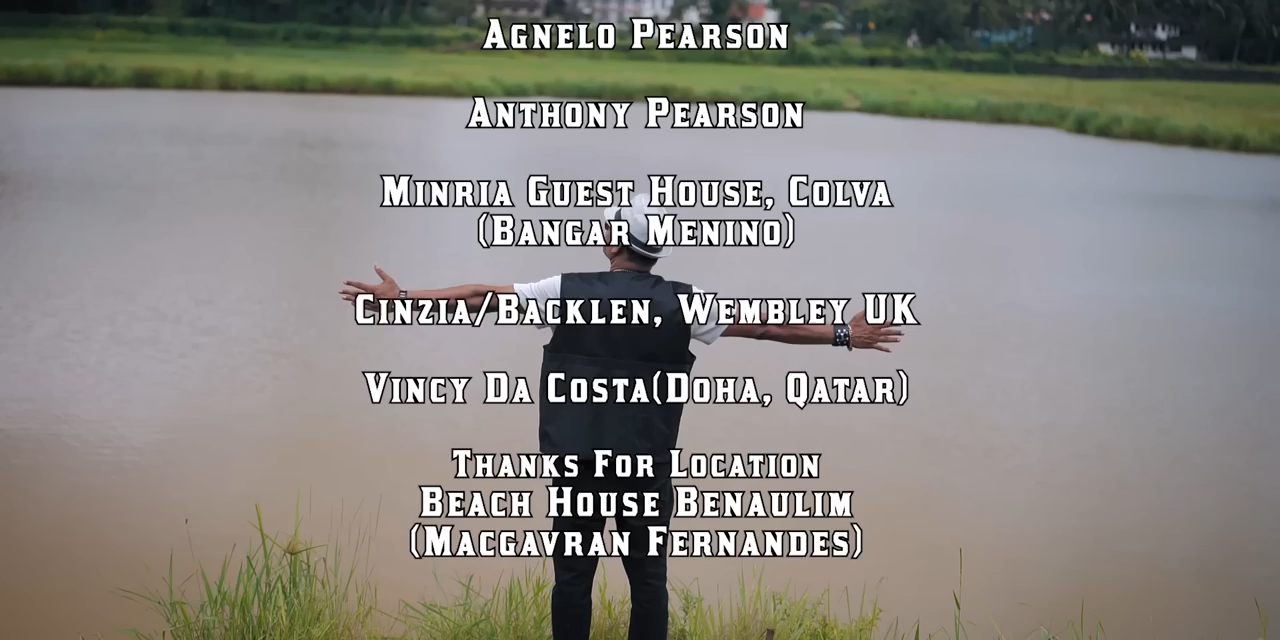 Agnelo Pearson
Anthony Pearson
Minria Guest House, Colva
(Bangar Menino)
Cinzia/Backlen, Wembley UK
Vincy Da Costa(Doha, Qatar)
Thanks For Location
Beach House Benaulim
(Macgavran Fernandes)